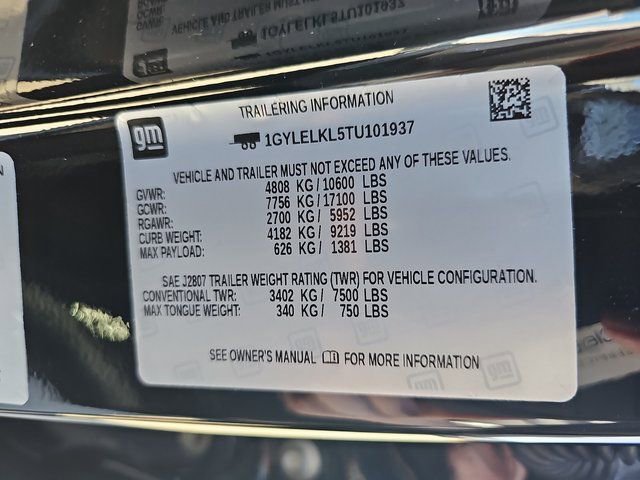 TRAILERING INFORMATION
gm
1GYLELKL5TU101937
VEHICLE AND TRAILER MUST NOT EXCEED ANY OF THESE VALUES.
GVWR: 4808 KG / 10600 LBS
GCWR: 7756 KG / 17100 LBS
RGAWR: 2700 KG / 5952 LBS
CURB WEIGHT: 4182 KG / 9219 LBS
MAX PAYLOAD: 626 KG / 1381 LBS
SAE J2807 TRAILER WEIGHT RATING (TWR) FOR VEHICLE CONFIGURATION.
CONVENTIONAL TWR: 3402 KG / 7500 LBS
MAX TONGUE WEIGHT: 340 KG / 750 LBS
SEE OWNER'S MANUAL FOR MORE INFORMATION